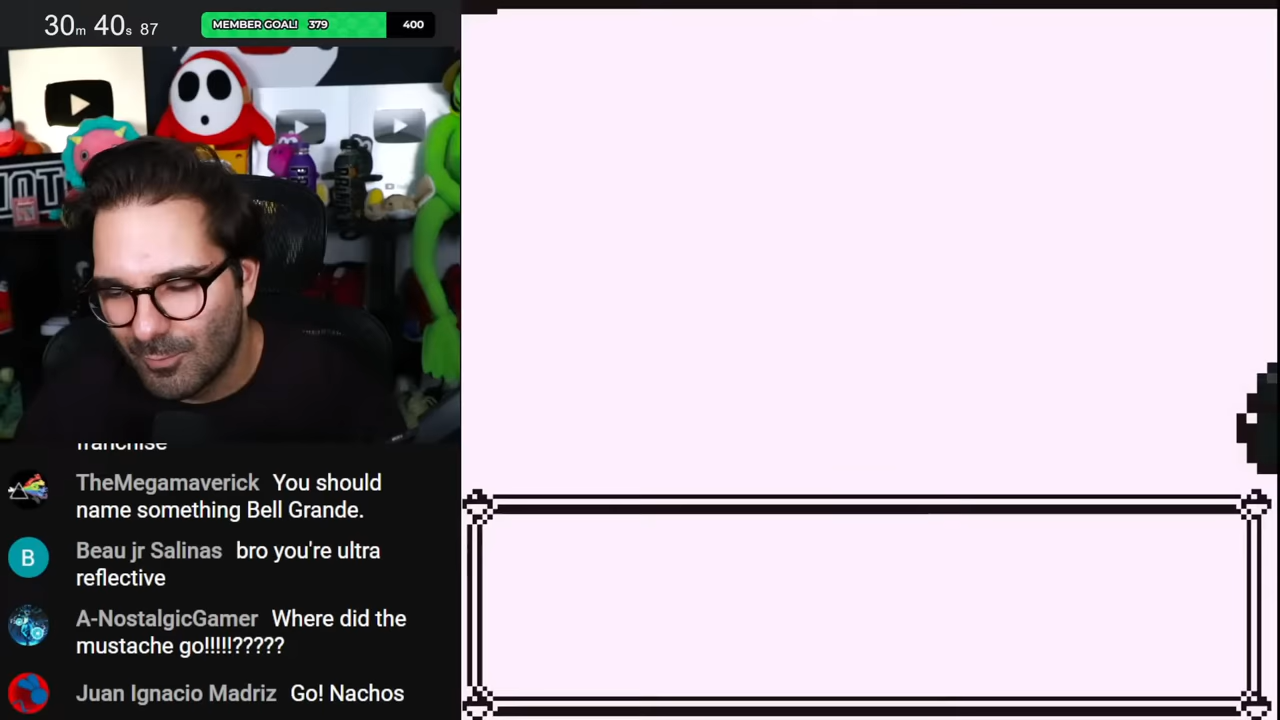 30m 40s 87
MEMBER GOAL! 379
400
franchise
TheMegamaverick You should
name something Bell Grande.
B
Beau jr Salinas bro you're ultra
reflective
A-NostalgicGamer Where did the
mustache go!!!!!?????
Juan Ignacio Madriz Go! Nachos